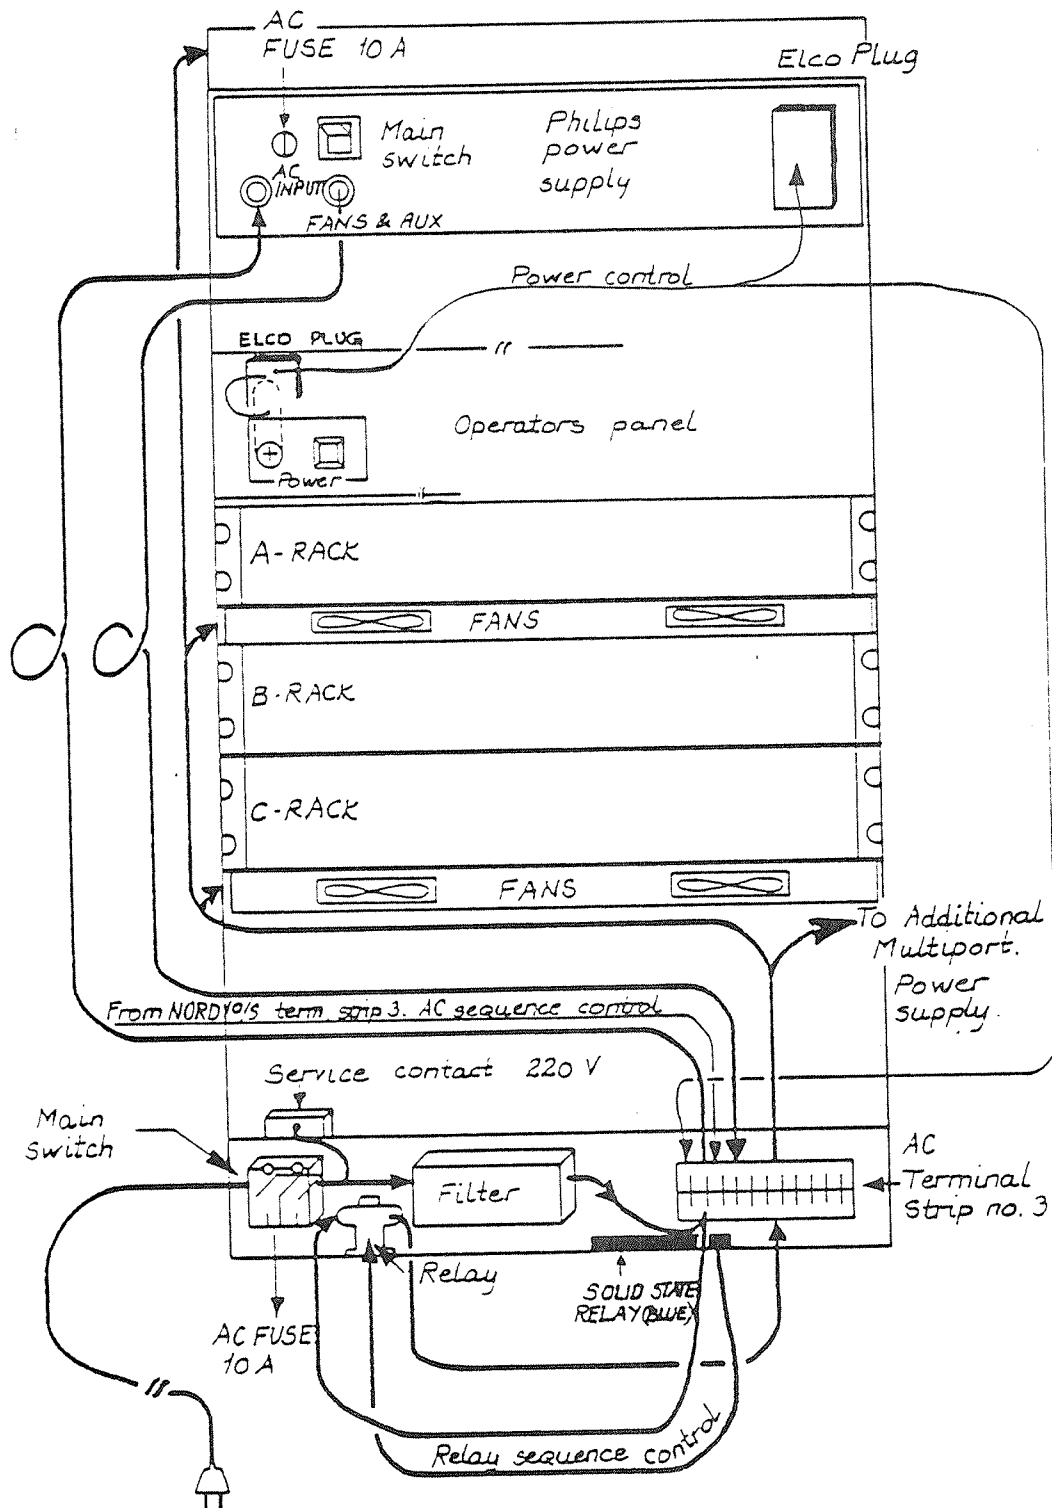 AC
FUSE 10 A
Elco Plug
Main
switch
Philips
power
supply
AC
INPUT
FANS & AUX
Power control
ELCO PLUG
Operators panel
Power
A-RACK
FANS
B-RACK
C-RACK
FANS
To Additional
Multiport.
Power
supply.
From NORD 10/S term strip 3. AC sequence control
Service contact 220 V
Main
Switch
Filter
AC
Terminal
Strip no. 3
Relay
SOLID STATE
RELAY (BLUE)
AC FUSE
10 A
Relay sequence control